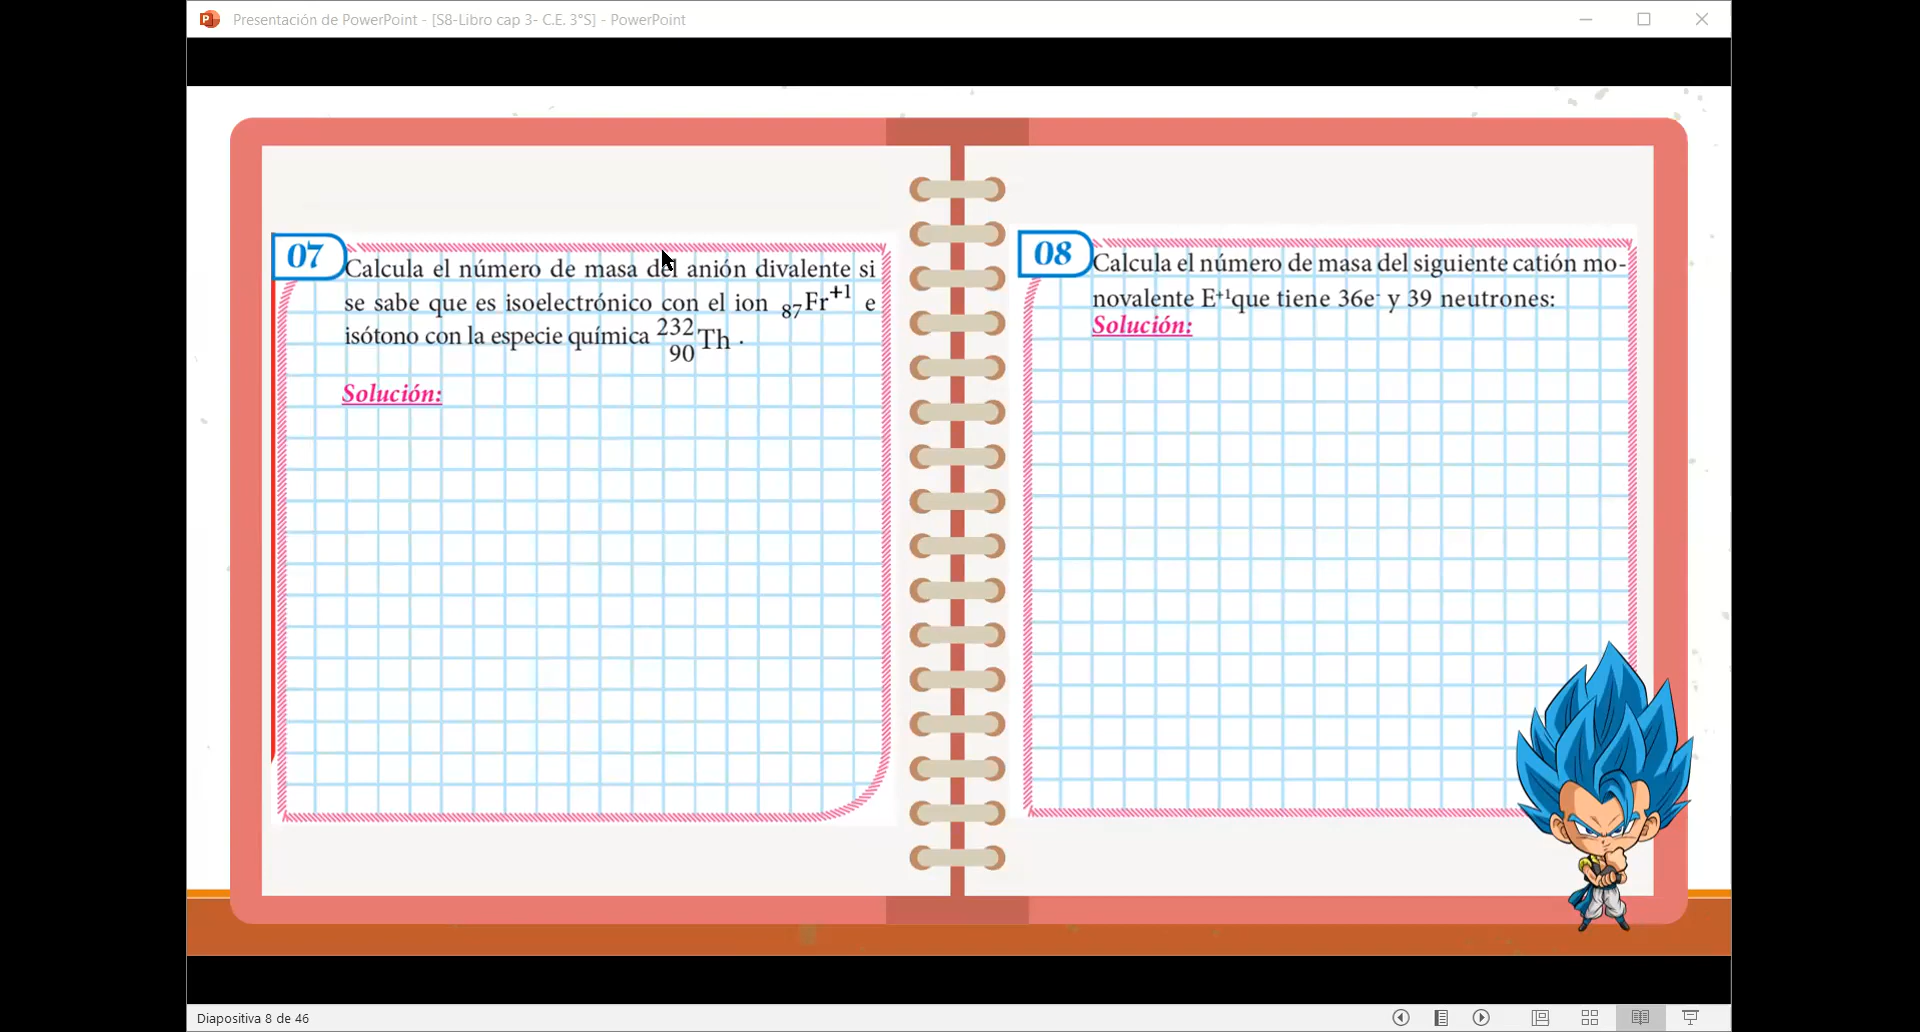 Presentación de PowerPoint - [S8-Libro cap 3- C.E. 3°S] - PowerPoint
07
Calcula el número de masa del anión divalente si
se sabe que es isoelectrónico con el ion ₈₇Fr⁺¹ e
isótono con la especie química ²³²₉₀Th .
Solución:
08
Calcula el número de masa del siguiente catión mo-
novalente E⁺¹que tiene 36e⁻ y 39 neutrones:
Solución:
Diapositiva 8 de 46